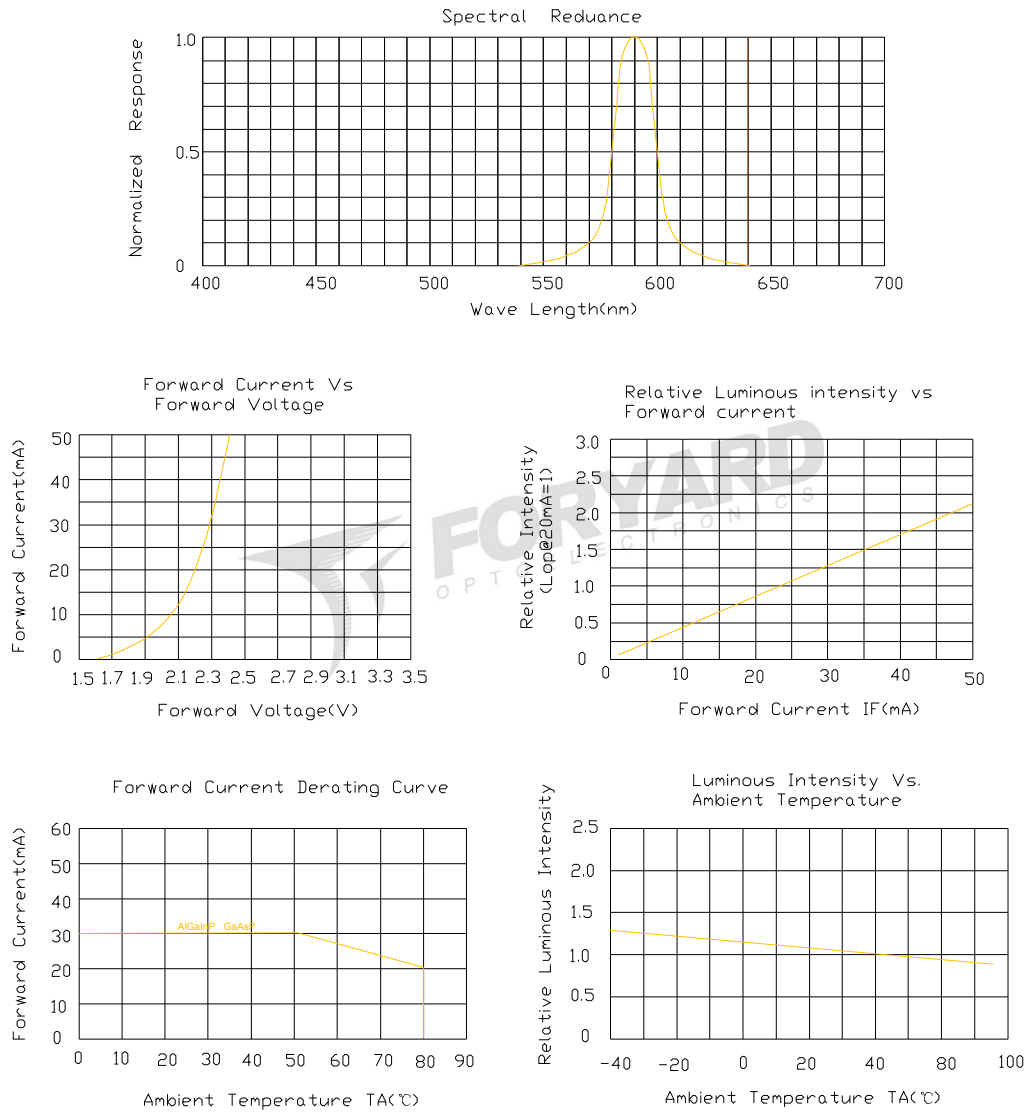 Spectral Reduance
Normalized Response
1.0
0.5
0
400 450 500 550 600 650 700
Wave Length(nm)
Forward Current Vs
Forward Voltage
Forward Current(mA)
50
40
30
20
10
0
1.5 1.7 1.9 2.1 2.3 2.5 2.7 2.9 3.1 3.3 3.5
Forward Voltage(V)
Relative Luminous intensity vs
Forward current
Relative Intensity
(Lop@20mA=1)
3.0
2.5
2.0
1.5
1.0
0.5
0
0 10 20 30 40 50
Forward Current IF(mA)
FORYARD
OPTOELECTRONICS
Forward Current Derating Curve
Forward Current(mA)
60
50
40
30
20
10
0
AlGaInP GaAsP
0 10 20 30 40 50 60 70 80 90
Ambient Temperature TA(℃)
Luminous Intensity Vs.
Ambient Temperature
Relative Luminous Intensity
2.5
2.0
1.5
1.0
0.5
0
-40 -20 0 20 40 60 80 100
Ambient Temperature TA(℃)